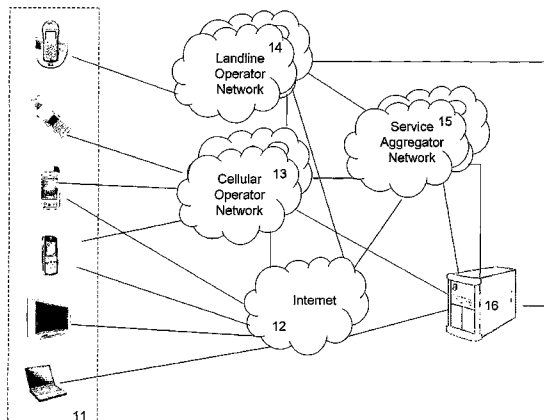 14
Landline
Operator
Network
15
Service
Aggregator
Network
13
Cellular
Operator
Network
Internet
12
16
11